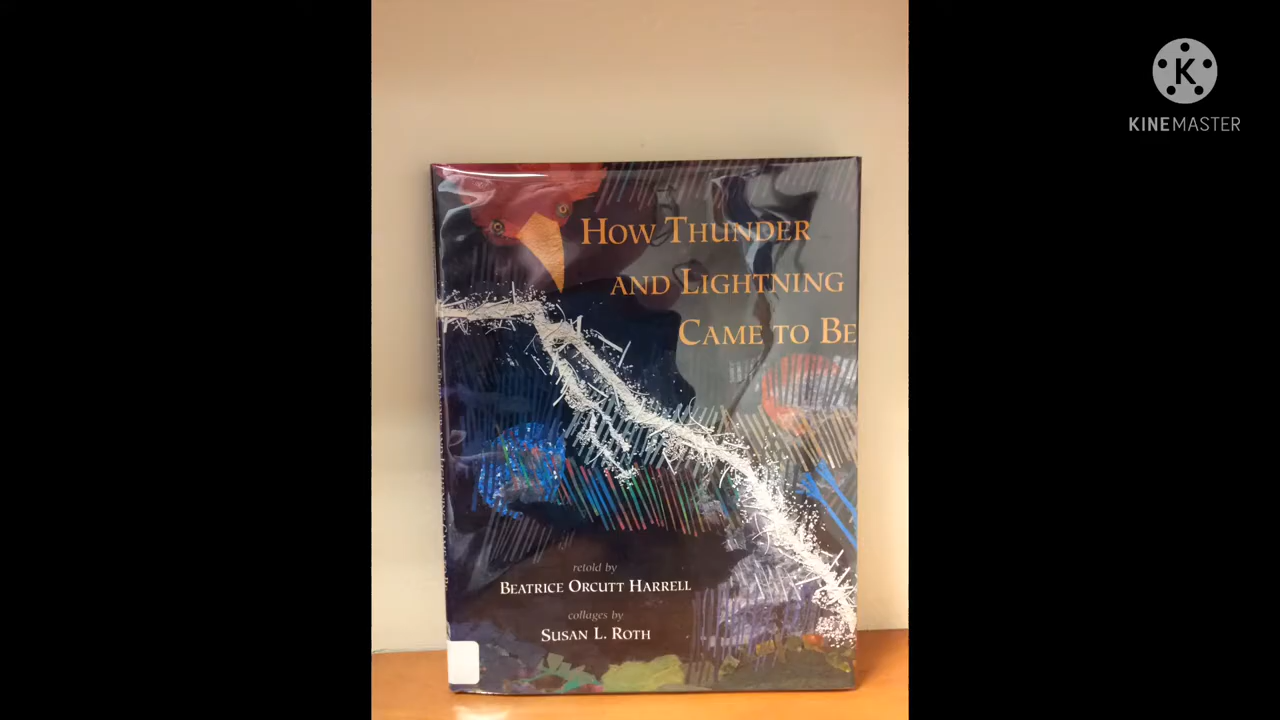 How Thunder
and Lightning
Came to Be
retold by
Beatrice Orcutt Harrell
collages by
Susan L. Roth
K
KINEMASTER